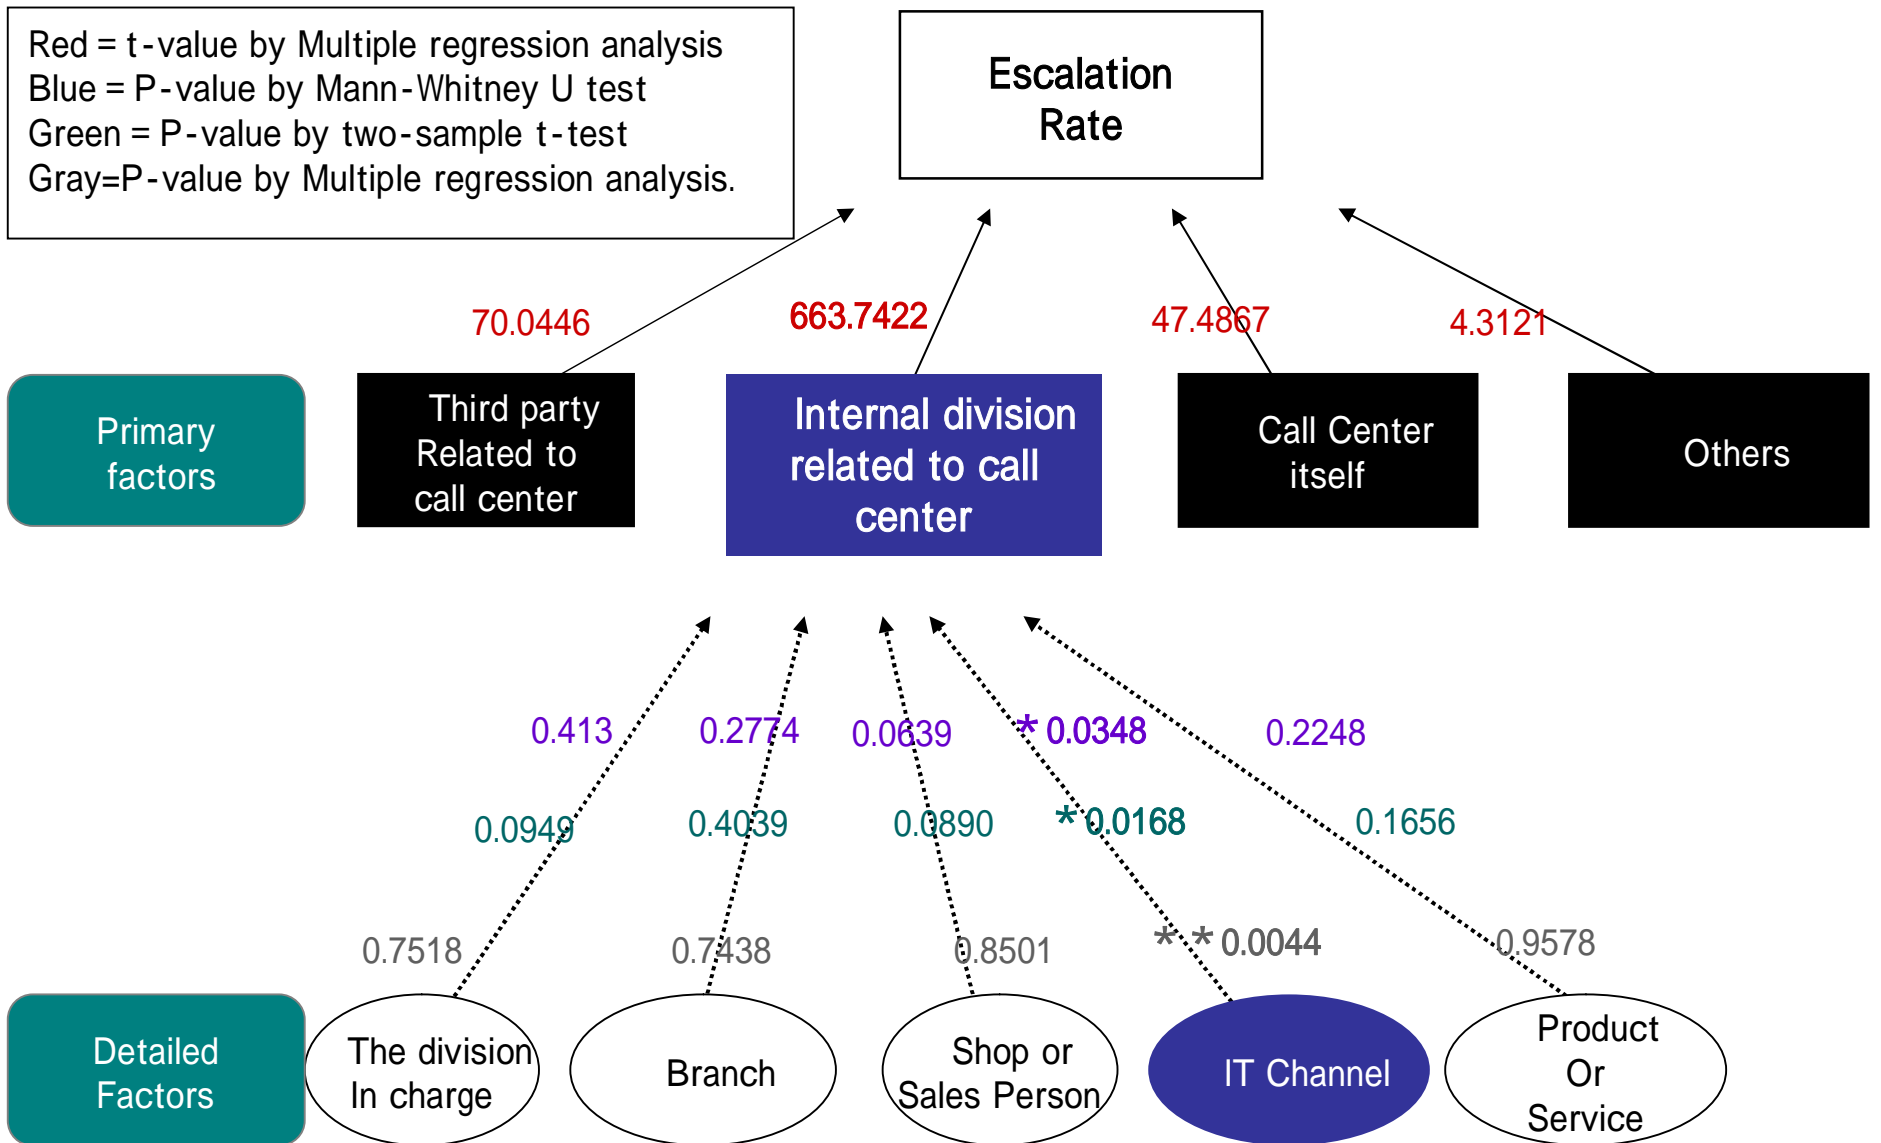 Red = t-value by Multiple regression analysis
Blue = P-value by Mann-Whitney U test
Green = P-value by two-sample t-test
Gray=P-value by Multiple regression analysis.
Escalation
Rate
70.0446
663.7422
47.4867
4.3121
Primary
factors
Third party
Related to
call center
Internal division
related to call
center
Call Center
itself
Others
0.413
0.2774
0.0639
*0.0348
0.2248
0.0949
0.4039
0.0890
*0.0168
0.1656
0.7518
0.7438
0.8501
**0.0044
0.9578
Detailed
Factors
The division
In charge
Branch
Shop or
Sales Person
IT Channel
Product
Or
Service